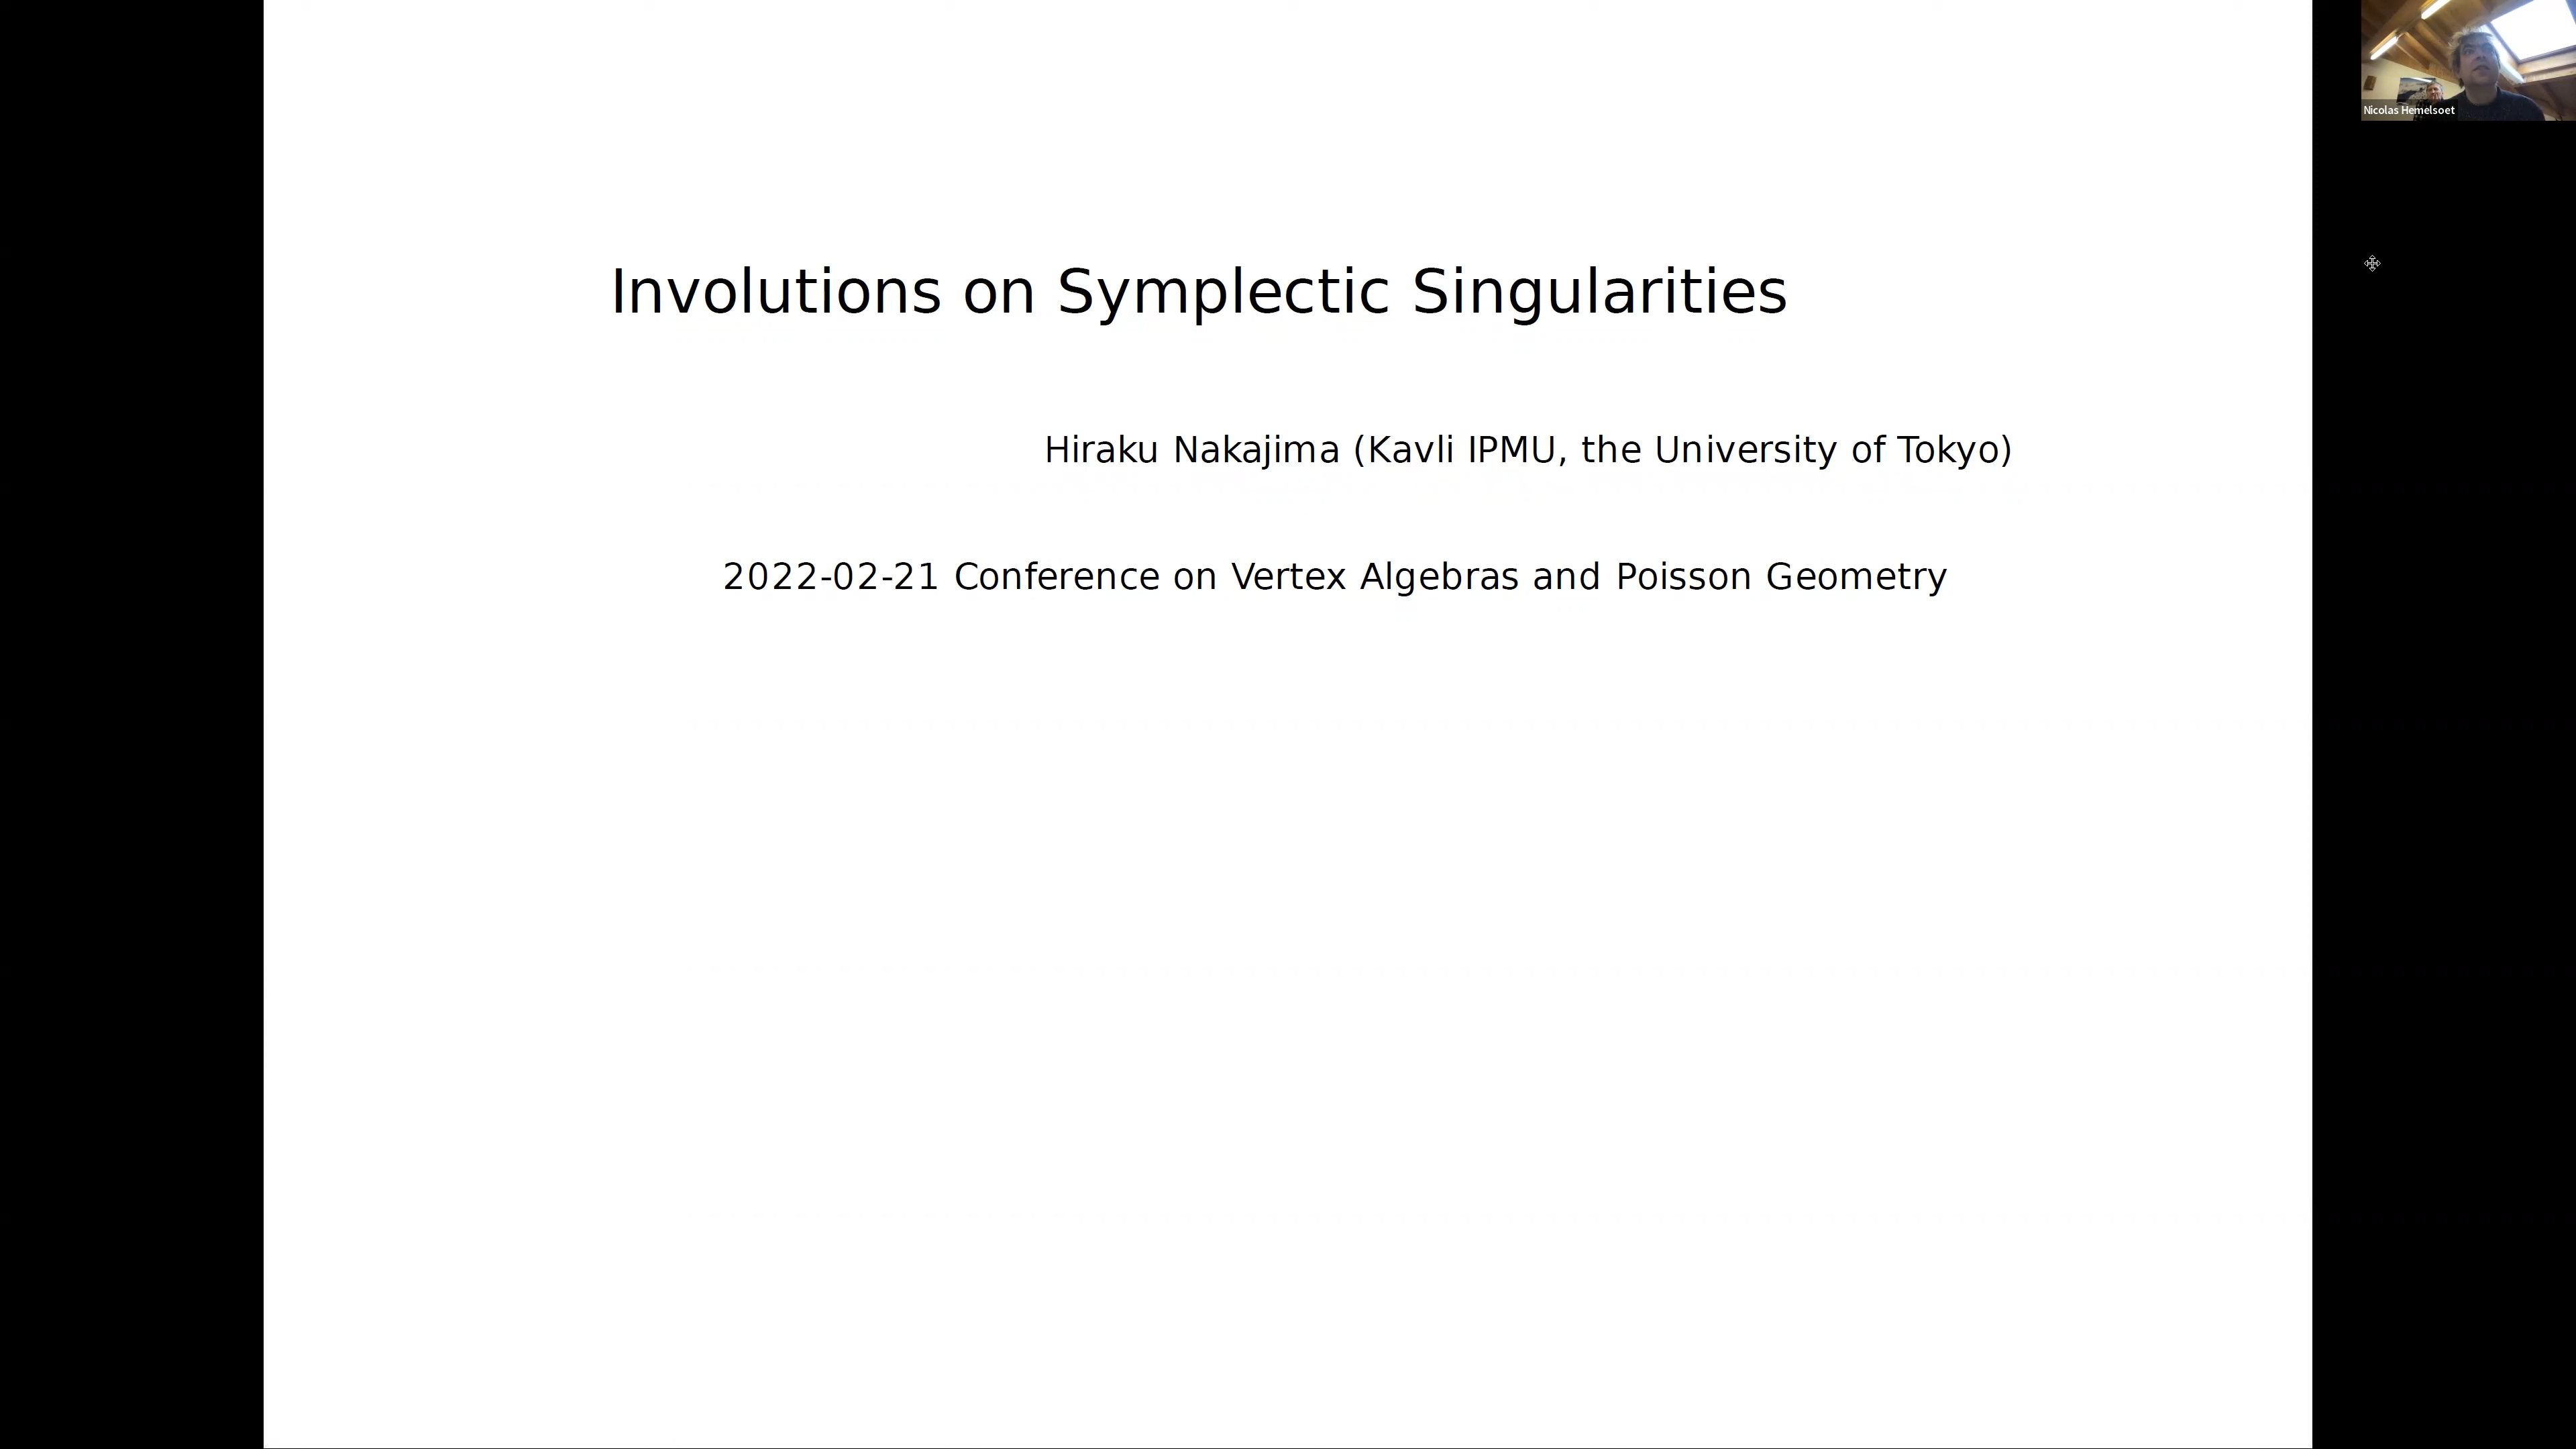 Nicolas Hemelsoet
Involutions on Symplectic Singularities
Hiraku Nakajima (Kavli IPMU, the University of Tokyo)
2022-02-21 Conference on Vertex Algebras and Poisson Geometry